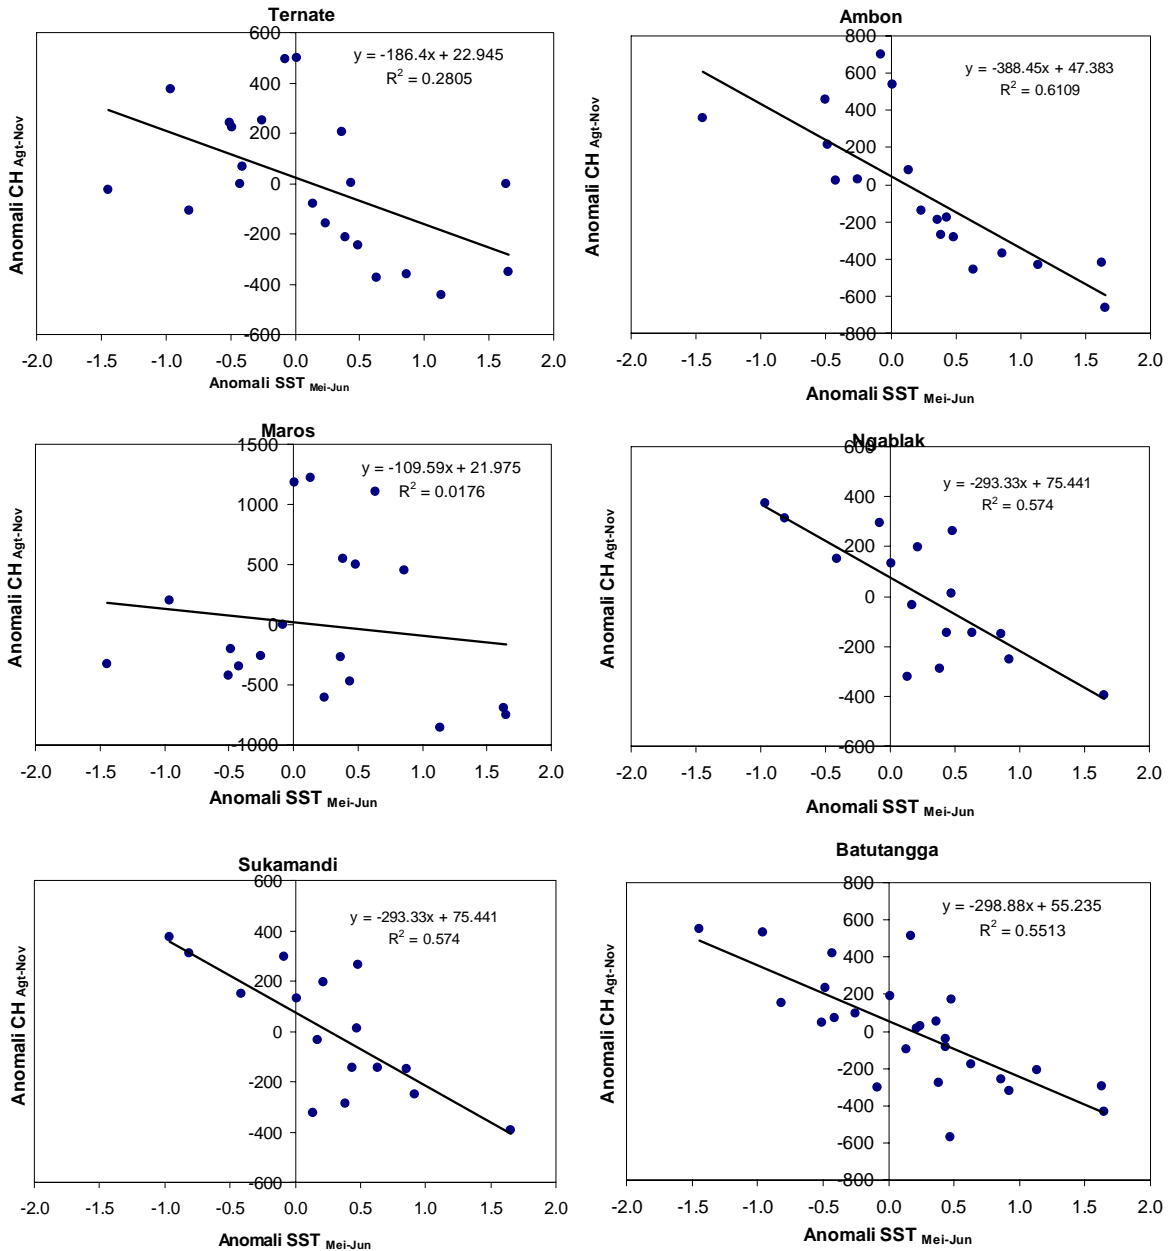 Ternate
y = -186.4x + 22.945
R² = 0.2805
600
400
200
0
-200
-400
-600
-2.0 -1.5 -1.0 -0.5 0.0 0.5 1.0 1.5 2.0
Anomali CH Agt-Nov
Anomali SST Mei-Jun
Ambon
y = -388.45x + 47.383
R² = 0.6109
800
600
400
200
0
-200
-400
-600
-800
-2.0 -1.5 -1.0 -0.5 0.0 0.5 1.0 1.5 2.0
Anomali CH Agt-Nov
Anomali SST Mei-Jun
Maros
y = -109.59x + 21.975
R² = 0.0176
1500
1000
500
0
-500
-1000
-2.0 -1.5 -1.0 -0.5 0.0 0.5 1.0 1.5 2.0
Anomali CH Agt-Nov
Anomali SST Mei-Jun
Ngablak
y = -293.33x + 75.441
R² = 0.574
600
400
200
0
-200
-400
-600
-2.0 -1.5 -1.0 -0.5 0.0 0.5 1.0 1.5 2.0
Anomali CH Agt-Nov
Anomali SST Mei-Jun
Sukamandi
y = -293.33x + 75.441
R² = 0.574
600
400
200
0
-200
-400
-600
-2.0 -1.5 -1.0 -0.5 0.0 0.5 1.0 1.5 2.0
Anomali CH Agt-Nov
Anomali SST Mei-Jun
Batutangga
y = -298.88x + 55.235
R² = 0.5513
800
600
400
200
0
-200
-400
-600
-800
-2.0 -1.5 -1.0 -0.5 0.0 0.5 1.0 1.5 2.0
Anomali CH Agt-Nov
Anomali SST Mei-Jun